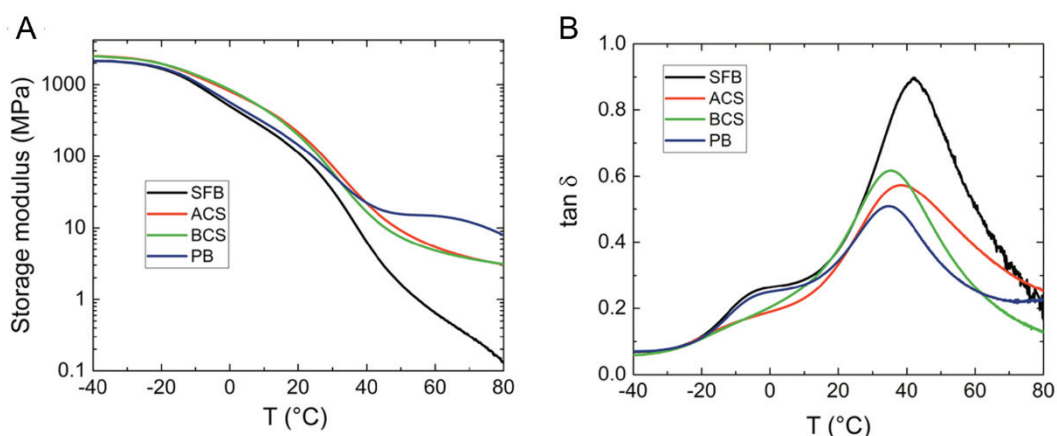 A
Storage modulus (MPa)
1000
100
10
1
0.1
SFB
ACS
BCS
PB
-40 -20 0 20 40 60 80
T (°C)
B
tan δ
1.0
0.8
0.6
0.4
0.2
0.0
SFB
ACS
BCS
PB
-40 -20 0 20 40 60 80
T (°C)